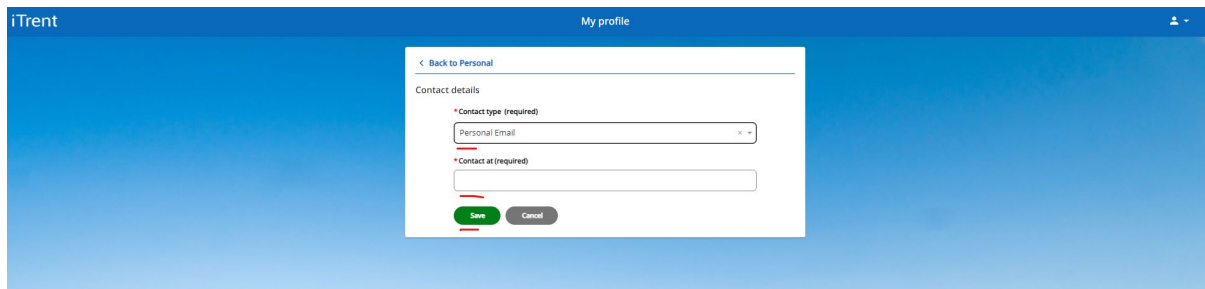 iTrent
My profile
< Back to Personal
Contact details
*Contact type (required)
Personal Email
*Contact at (required)
Save
Cancel